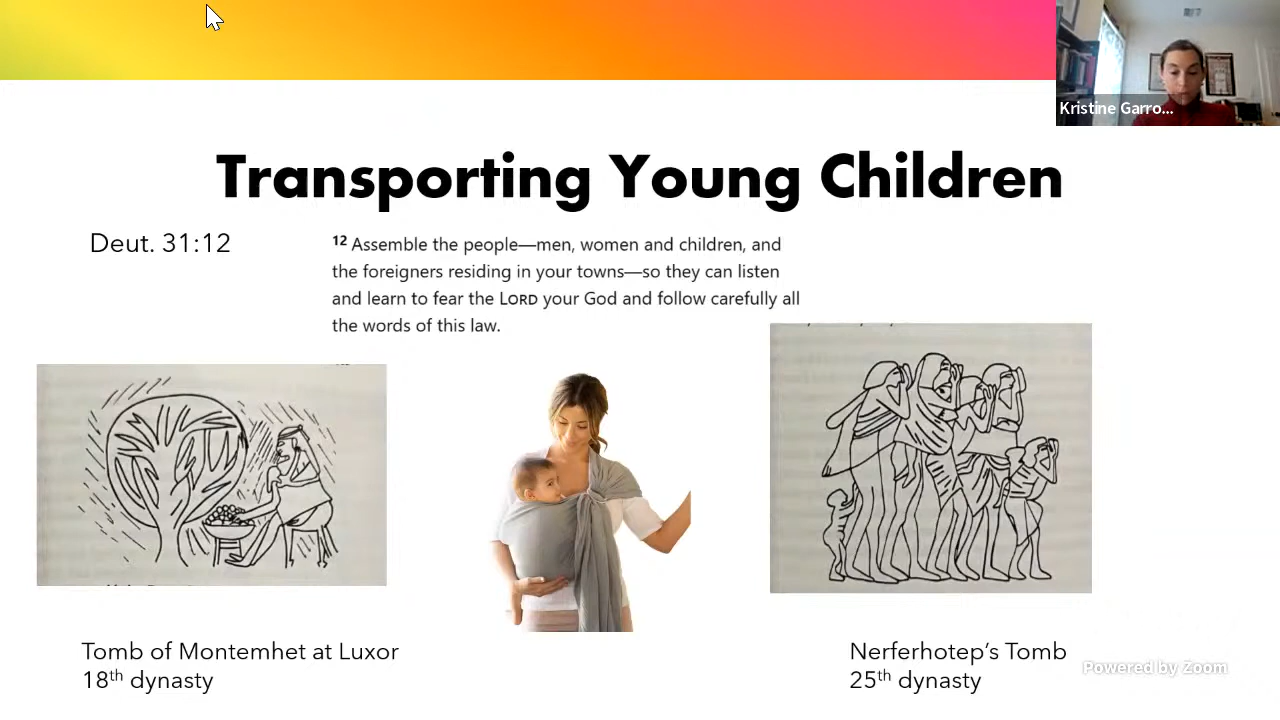 Kristine Garro...
Transporting Young Children
Deut. 31:12
12 Assemble the people—men, women and children, and
the foreigners residing in your towns—so they can listen
and learn to fear the LORD your God and follow carefully all
the words of this law.
Tomb of Montemhet at Luxor
18th dynasty
Nerferhotep’s Tomb
25th dynasty
Powered by Zoom